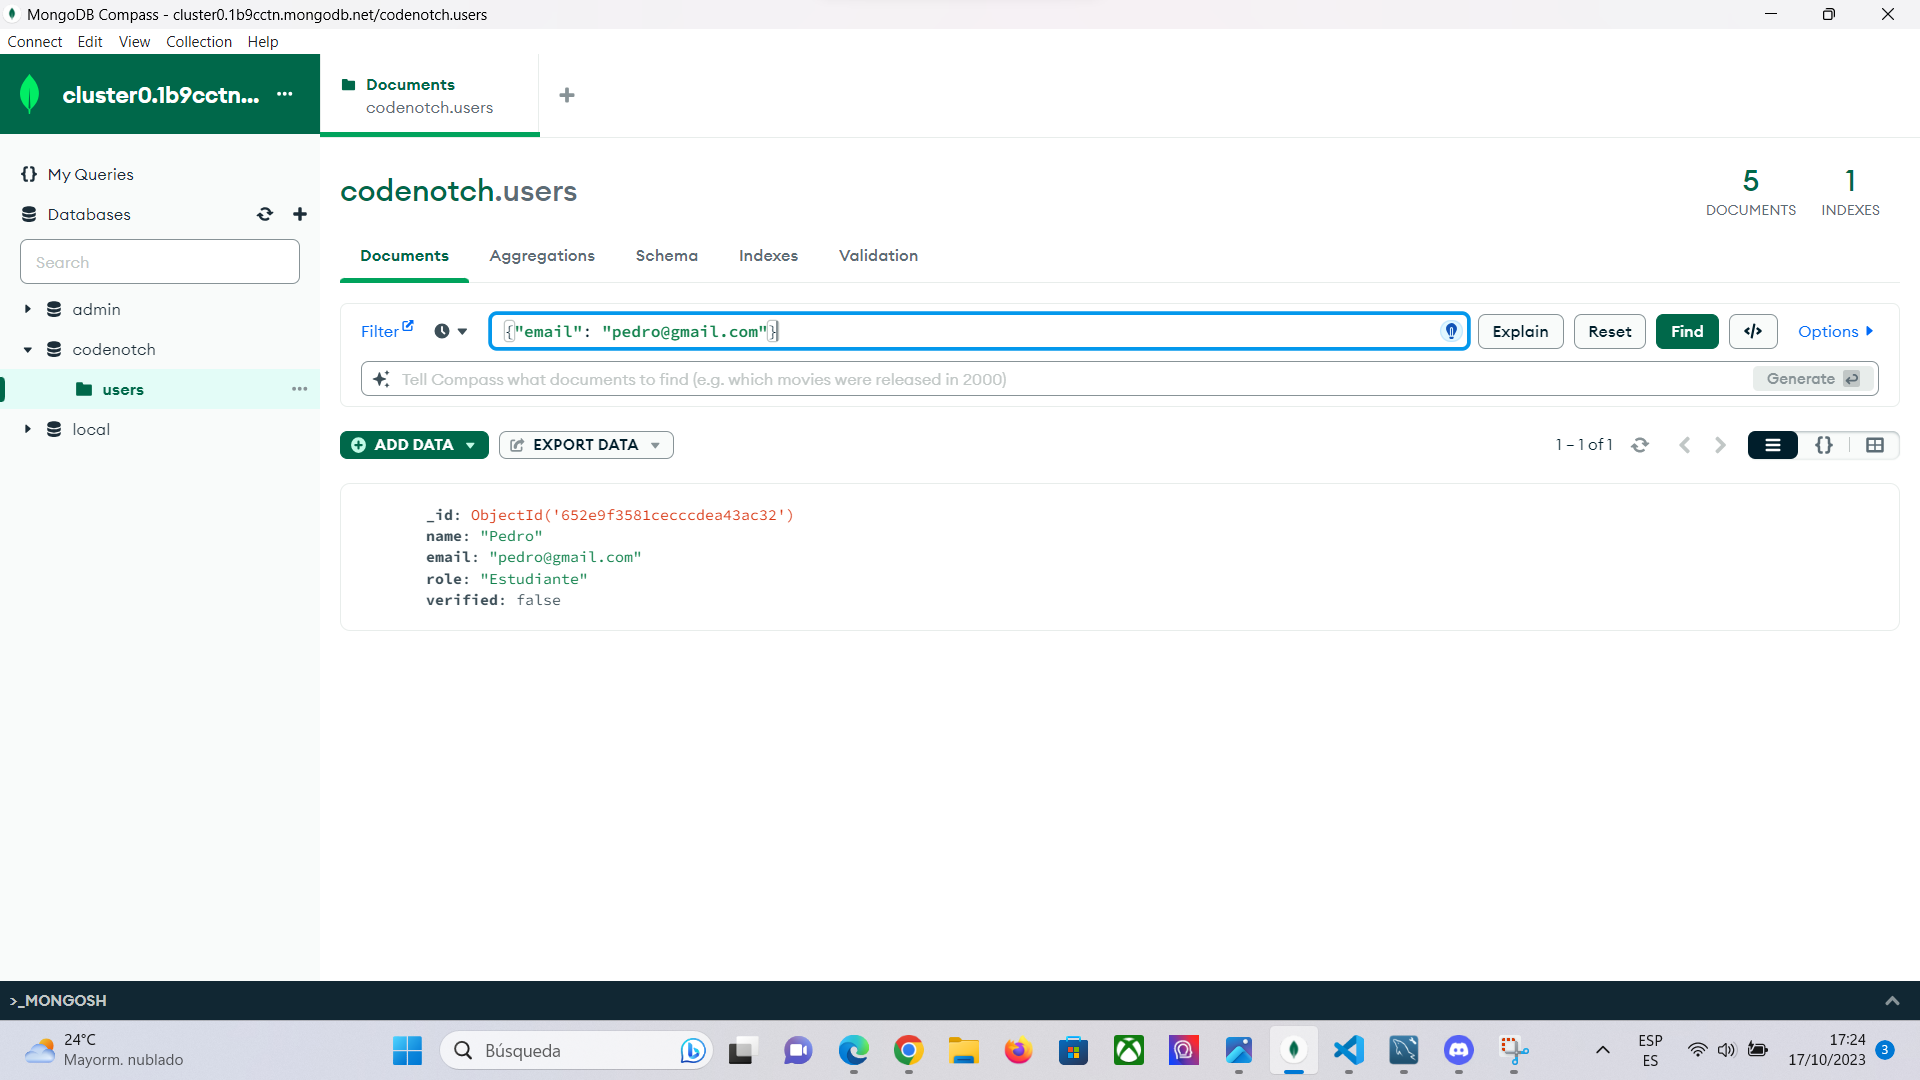 MongoDB Compass - cluster0.1b9cctn.mongodb.net/codenotch.users
Connect Edit View Collection Help
cluster0.1b9cctn... ...
Documents
codenotch.users
My Queries
Databases
Search
admin
codenotch
users
local
codenotch.users
5
DOCUMENTS
1
INDEXES
Documents Aggregations Schema Indexes Validation
Filter {"email": "pedro@gmail.com"} Explain Reset Find </> Options
Tell Compass what documents to find (e.g. which movies were released in 2000) Generate
ADD DATA EXPORT DATA 1 – 1 of 1 {}
_id: ObjectId('652e9f3581cecccdea43ac32')
name: "Pedro"
email: "pedro@gmail.com"
role: "Estudiante"
verified: false
>_MONGOSH
24°C
Mayorm. nublado
Búsqueda
ESP
ES
17:24
17/10/2023
3